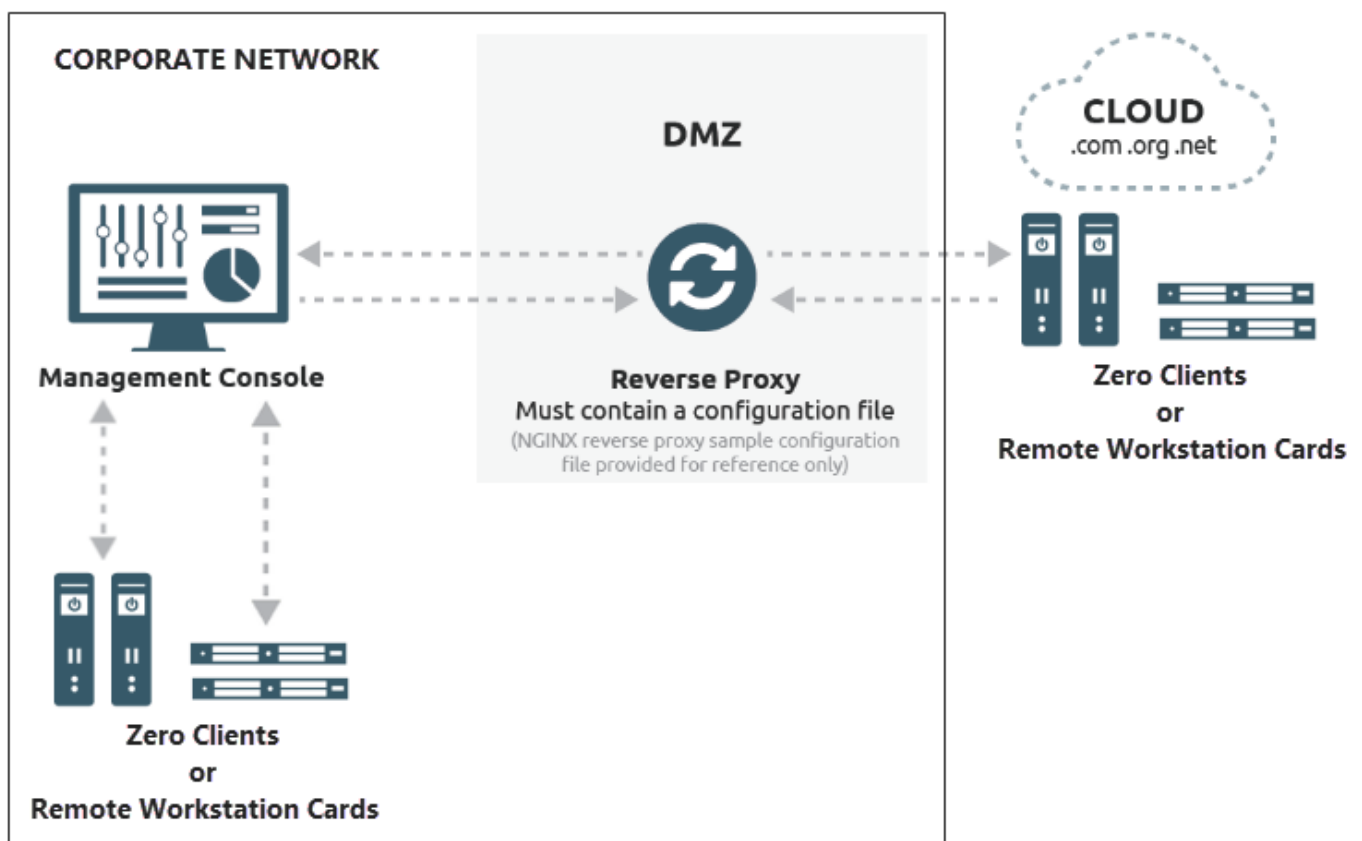 CORPORATE NETWORK
DMZ
CLOUD
.com .org .net
Management Console
Reverse Proxy
Must contain a configuration file
(NGINX reverse proxy sample configuration
file provided for reference only)
Zero Clients
or
Remote Workstation Cards
Zero Clients
or
Remote Workstation Cards